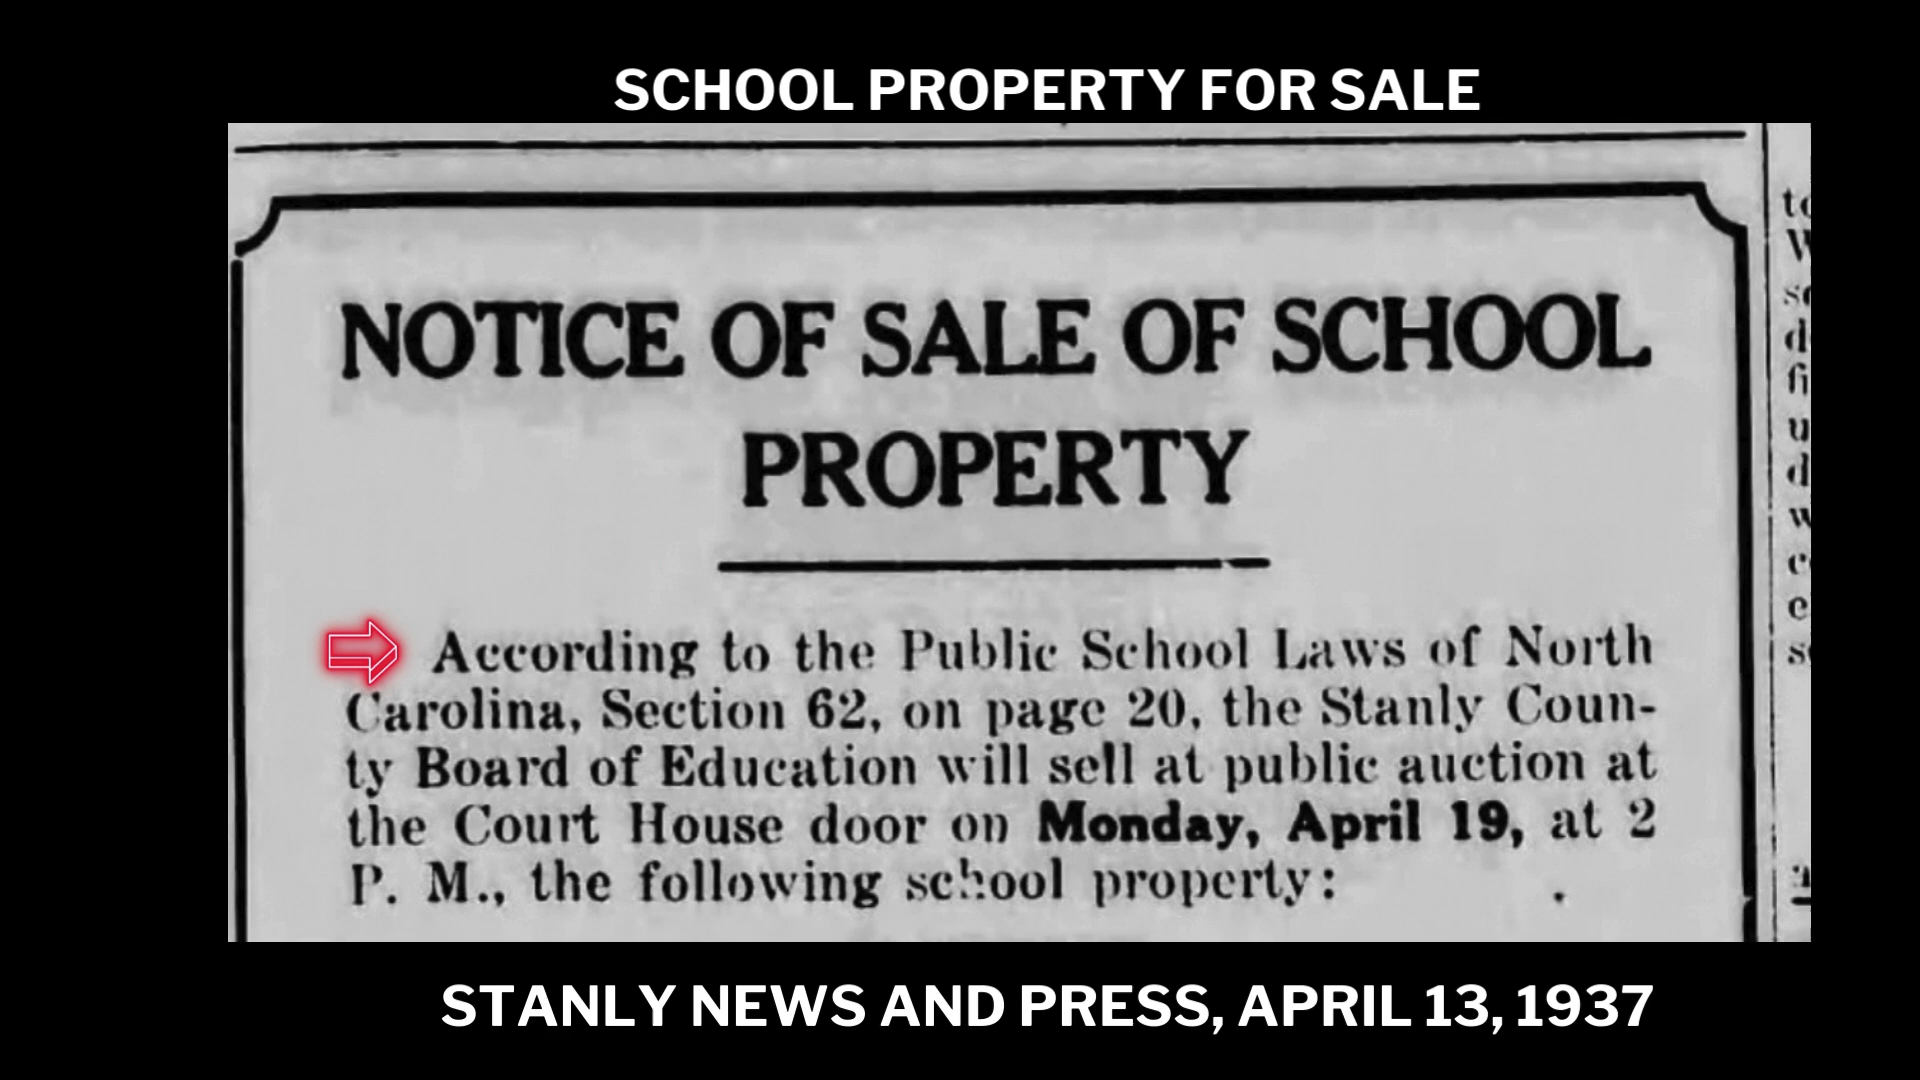 SCHOOL PROPERTY FOR SALE
NOTICE OF SALE OF SCHOOL
PROPERTY
According to the Public School Laws of North
Carolina, Section 62, on page 20, the Stanly Coun-
ty Board of Education will sell at public auction at
the Court House door on Monday, April 19, at 2
P. M., the following school property:
STANLY NEWS AND PRESS, APRIL 13, 1937